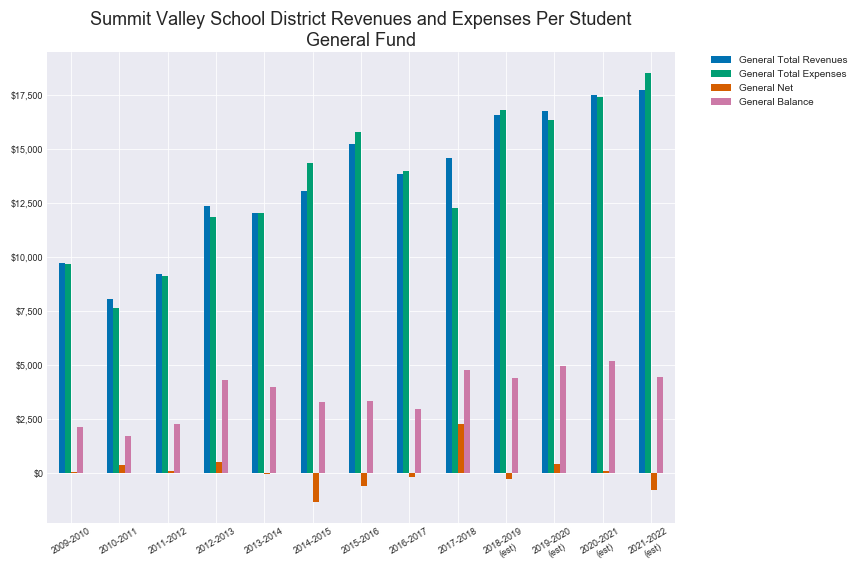 Summit Valley School District Revenues and Expenses Per Student
General Fund
General Total Revenues
General Total Expenses
General Net
General Balance
$17,500
$15,000
$12,500
$10,000
$7,500
$5,000
$2,500
$0
2009-2010
2010-2011
2011-2012
2012-2013
2013-2014
2014-2015
2015-2016
2016-2017
2017-2018
2018-2019
(est)
2019-2020
(est)
2020-2021
(est)
2021-2022
(est)